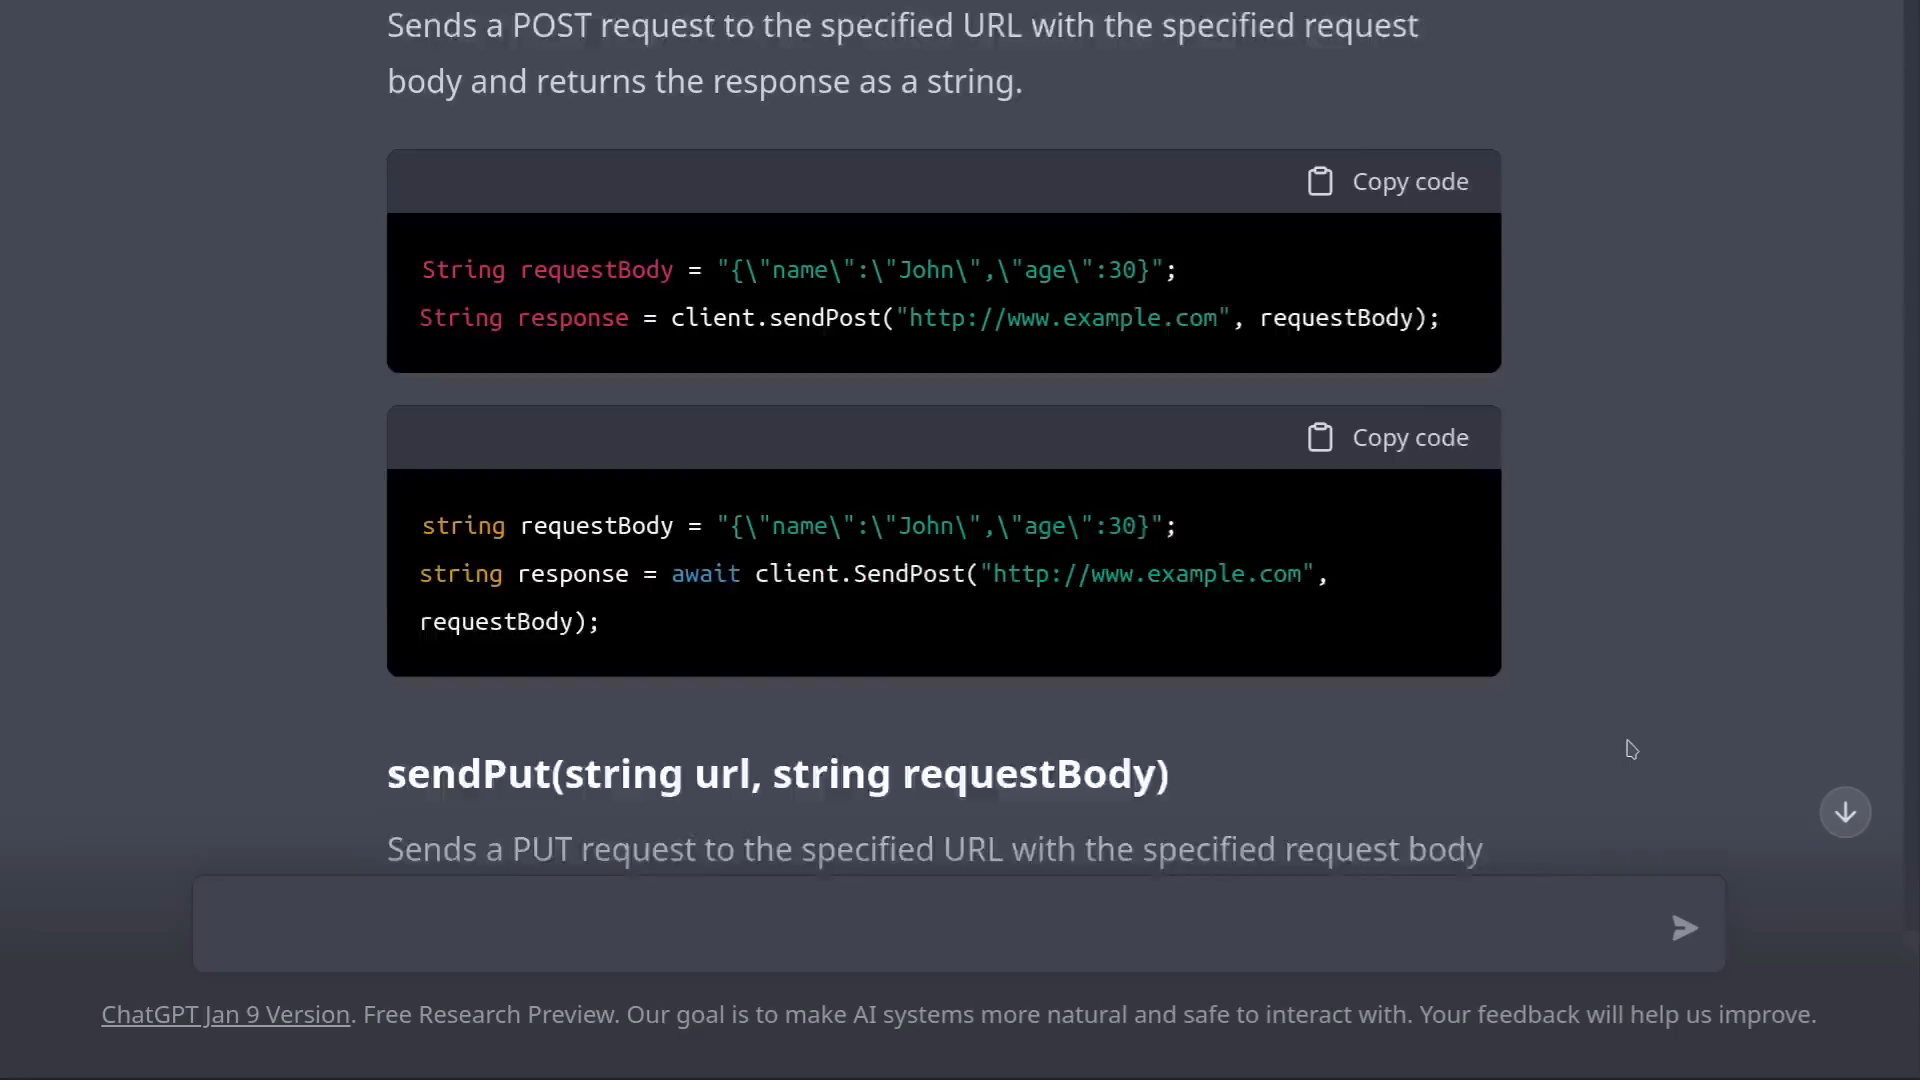 Sends a POST request to the specified URL with the specified request
body and returns the response as a string.
Copy code
String requestBody = "{\"name\":\"John\",\"age\":30}";
String response = client.sendPost("http://www.example.com", requestBody);
Copy code
string requestBody = "{\"name\":\"John\",\"age\":30}";
string response = await client.SendPost("http://www.example.com",
requestBody);
sendPut(string url, string requestBody)
Sends a PUT request to the specified URL with the specified request body
ChatGPT Jan 9 Version. Free Research Preview. Our goal is to make AI systems more natural and safe to interact with. Your feedback will help us improve.